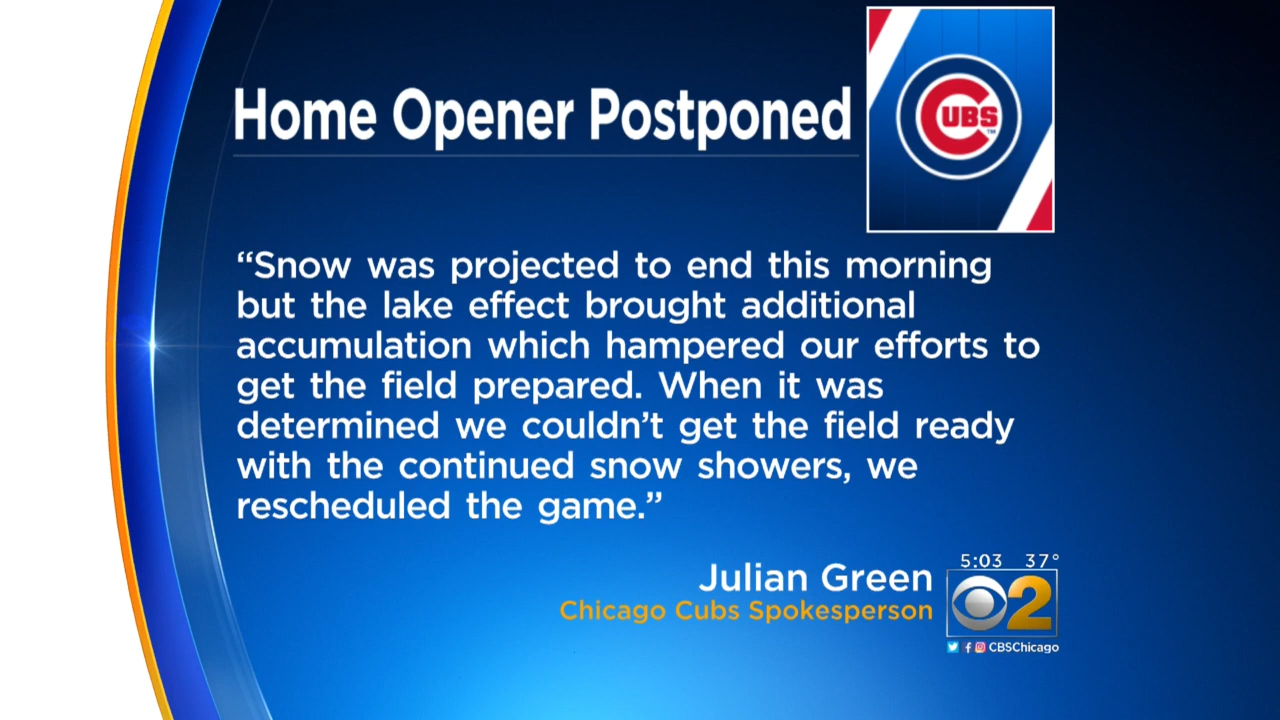 Home Opener Postponed
CUBS
TM
“Snow was projected to end this morning
but the lake effect brought additional
accumulation which hampered our efforts to
get the field prepared. When it was
determined we couldn’t get the field ready
with the continued snow showers, we
rescheduled the game.”
Julian Green
Chicago Cubs Spokesperson
5:03 37°
2
CBSChicago